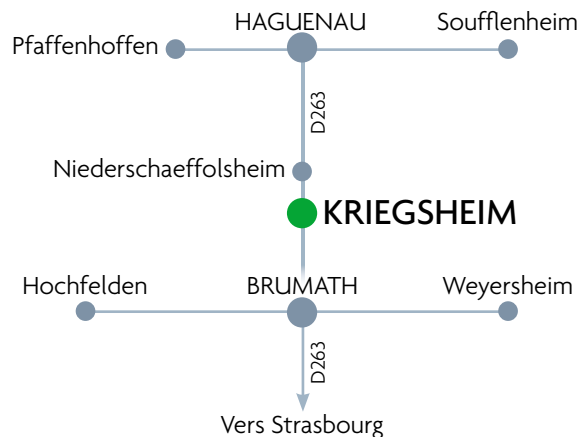 HAGUENAU
Soufflenheim
Pfaffenhoffen
D263
Niederschaeffolsheim
KRIEGSHEIM
Hochfelden
BRUMATH
Weyersheim
D263
Vers Strasbourg